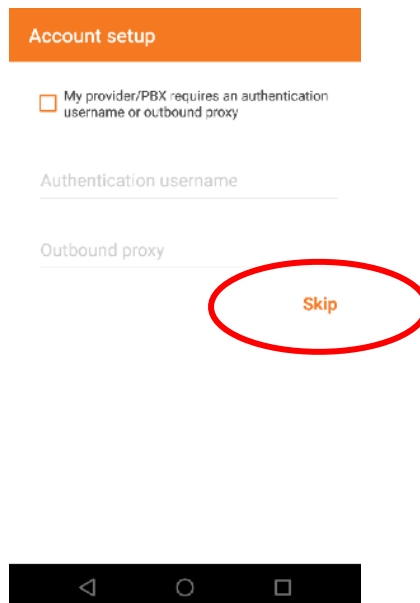 Account setup
My provider/PBX requires an authentication
username or outbound proxy
Authentication username
Outbound proxy
Skip